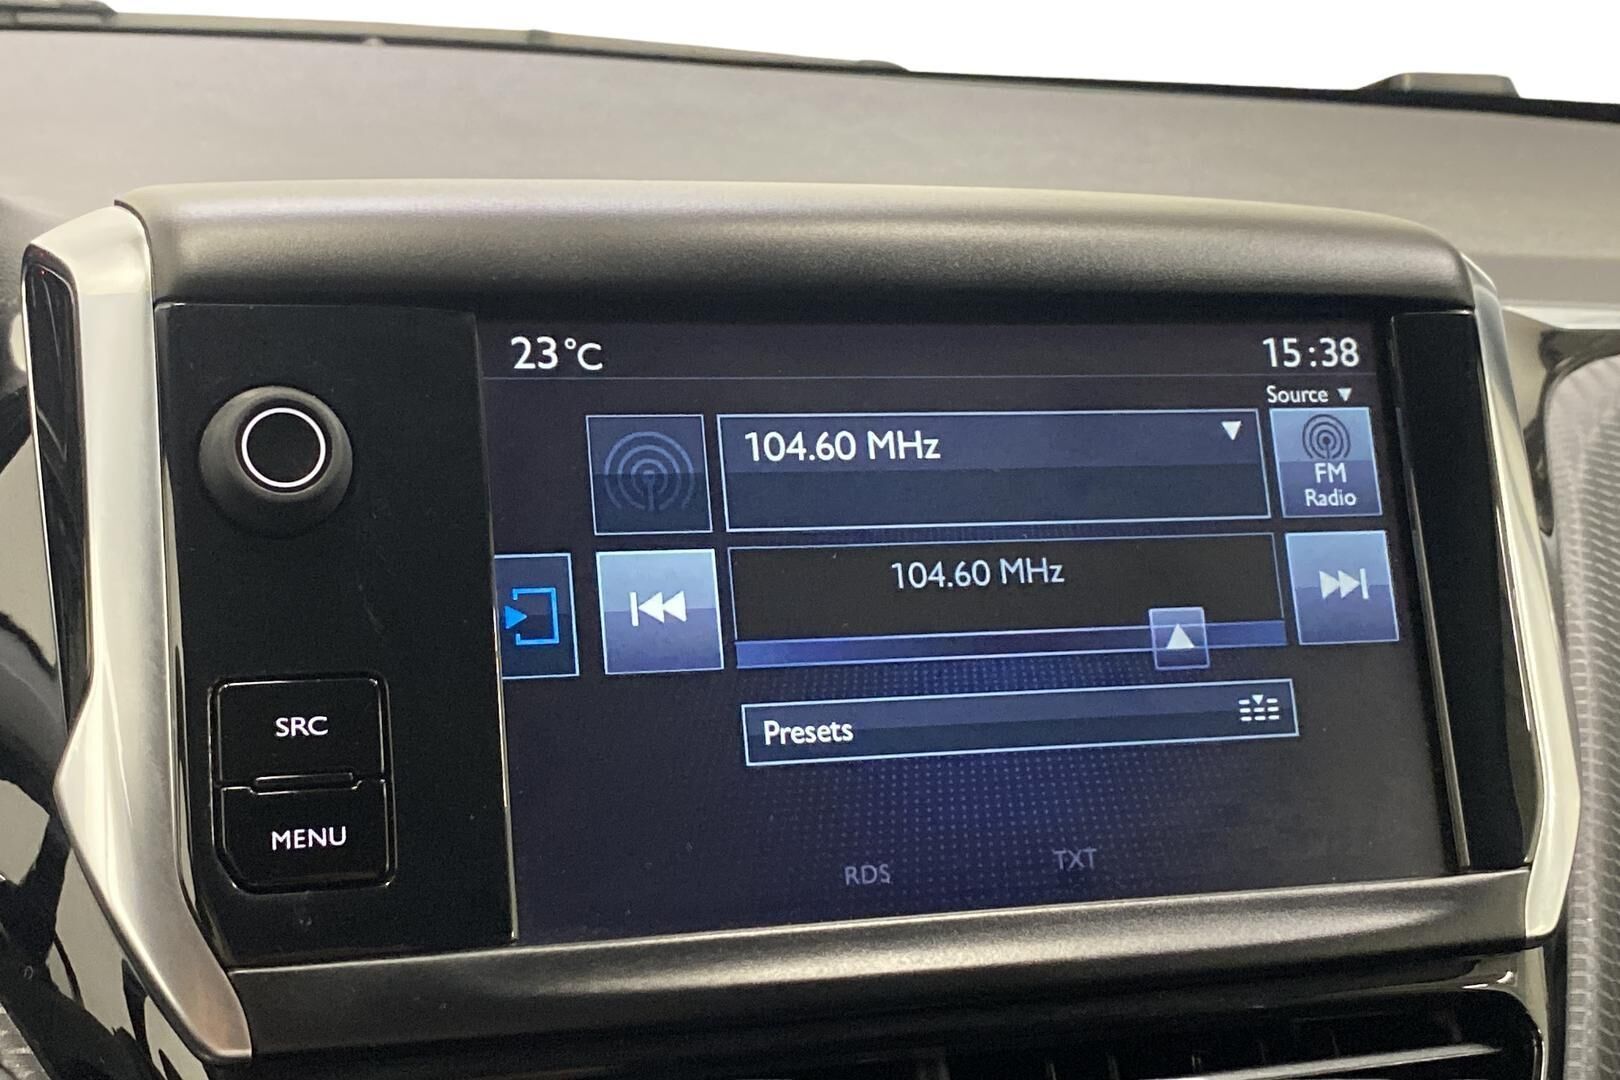 23°C
15:38
Source
104.60 MHz
FM
Radio
104.60 MHz
SRC
Presets
MENU
RDS
TXT